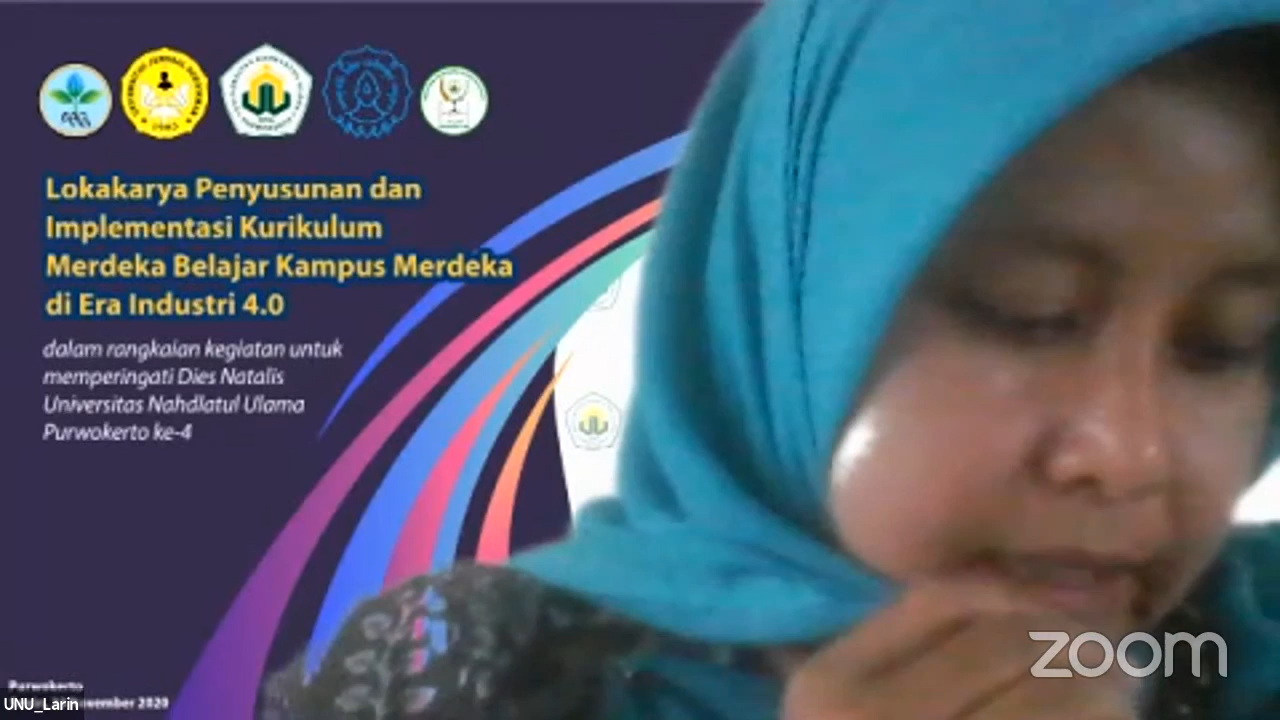 Lokakarya Penyusunan dan
Implementasi Kurikulum
Merdeka Belajar Kampus Merdeka
di Era Industri 4.0
dalam rangkaian kegiatan untuk
memperingati Dies Natalis
Universitas Nahdlatul Ulama
Purwokerto ke-4
Purwokerto
November 2020
UNU_Larin
zoom